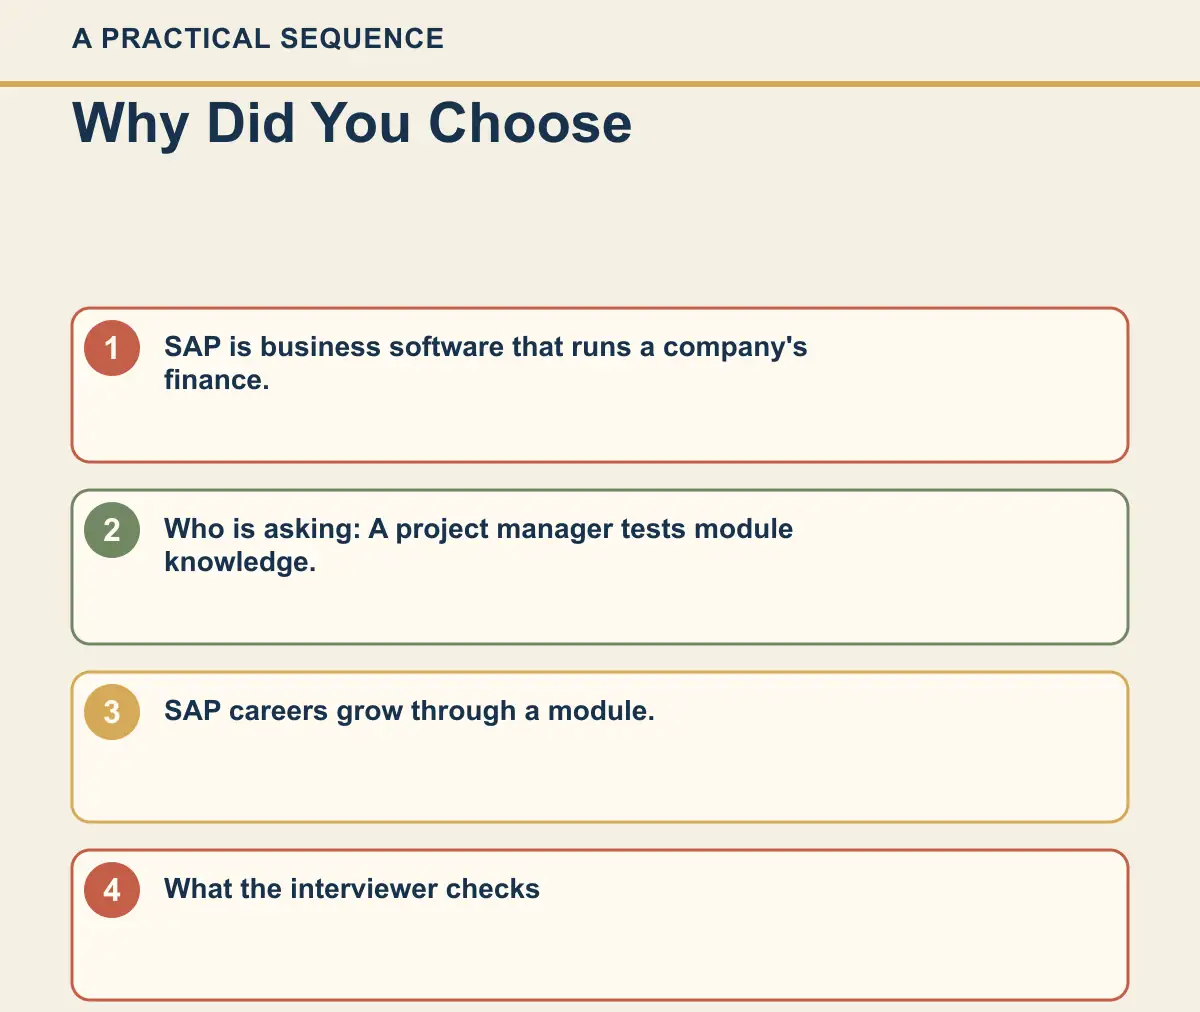 A PRACTICAL SEQUENCE
Why Did You Choose
1
SAP is business software that runs a company's
finance.
2
Who is asking: A project manager tests module
knowledge.
3
SAP careers grow through a module.
4
What the interviewer checks